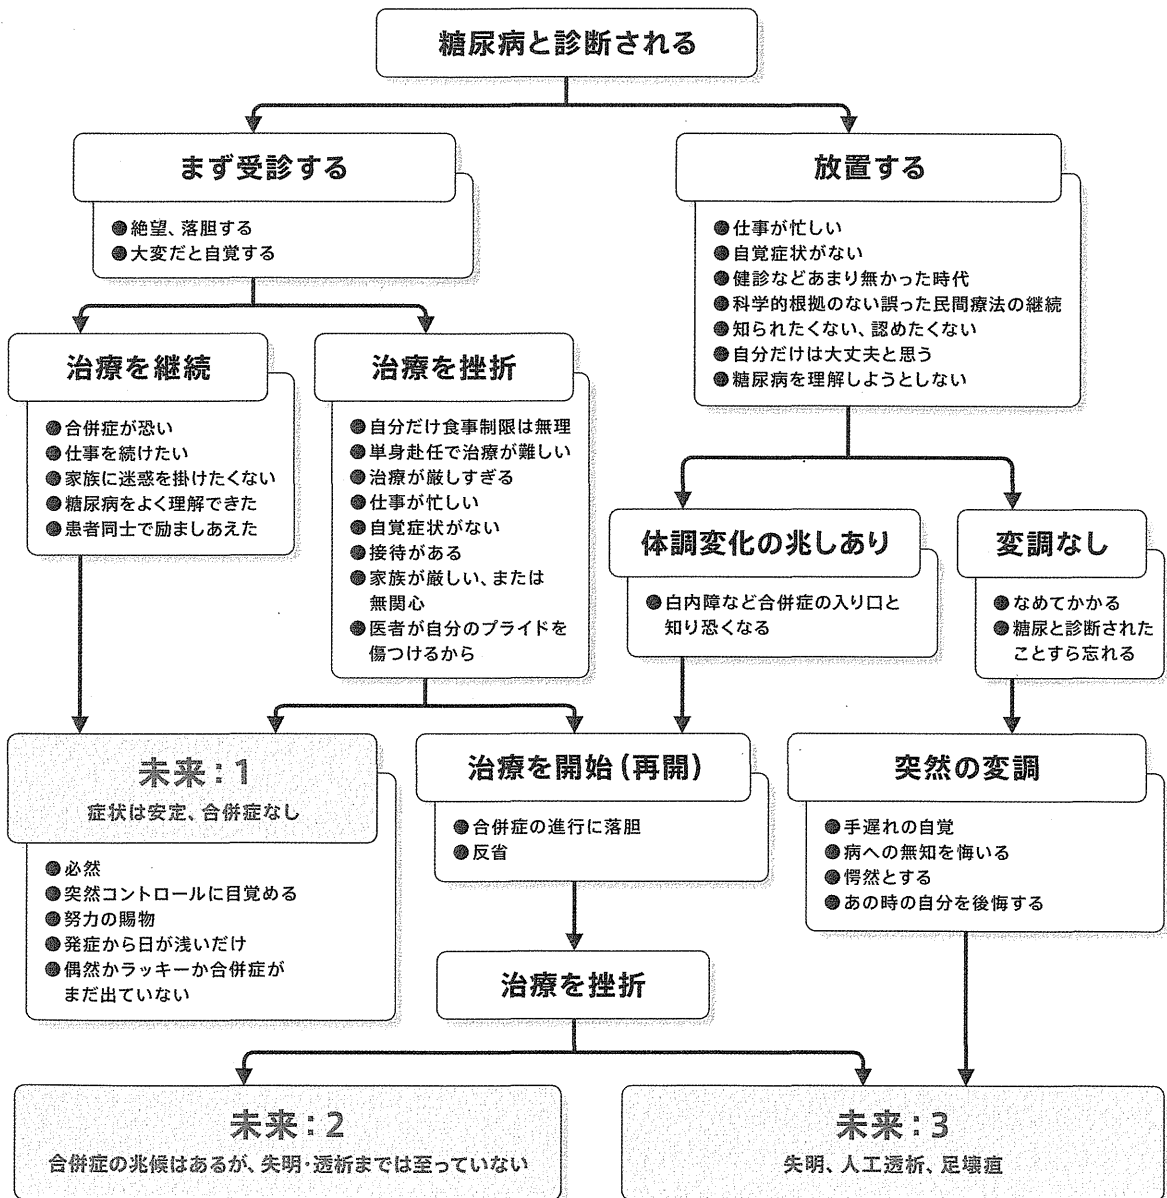 糖尿病と診断される
まず受診する
●絶望、落胆する
●大変だと自覚する
放置する
●仕事が忙しい
●自覚症状がない
●健診などあまり無かった時代
●科学的根拠のない誤った民間療法の継続
●知られたくない、認めたくない
●自分だけは大丈夫と思う
●糖尿病を理解しようとしない
治療を継続
●合併症が恐い
●仕事を続けたい
●家族に迷惑を掛けたくない
●糖尿病をよく理解できた
●患者同士で励ましあえた
治療を挫折
●自分だけ食事制限は無理
●単身赴任で治療が難しい
●治療が厳しすぎる
●仕事が忙しい
●自覚症状がない
●接待がある
●家族が厳しい、または
無関心
●医者が自分のプライドを
傷つけるから
体調変化の兆しあり
●白内障など合併症の入り口と
知り恐くなる
変調なし
●なめてかかる
●糖尿と診断された
ことすら忘れる
未来：1
症状は安定、合併症なし
●必然
●突然コントロールに目覚める
●努力の賜物
●発症から日が浅いだけ
●偶然かラッキーか合併症が
まだ出ていない
治療を開始（再開）
●合併症の進行に落胆
●反省
突然の変調
●手遅れの自覚
●病への無知を悔いる
●愕然とする
●あの時の自分を後悔する
治療を挫折
未来：2
合併症の兆候はあるが、失明・透析までは至っていない
未来：3
失明、人工透析、足壊疽